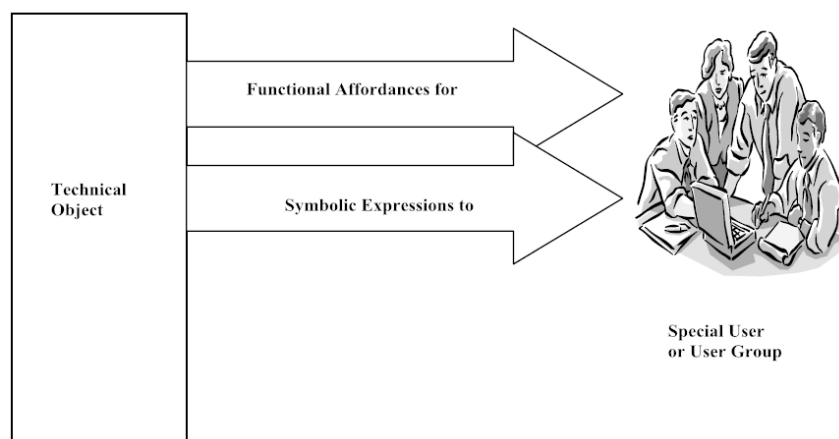 Functional Affordances for
Technical
Object
Symbolic Expressions to
Special User
or User Group